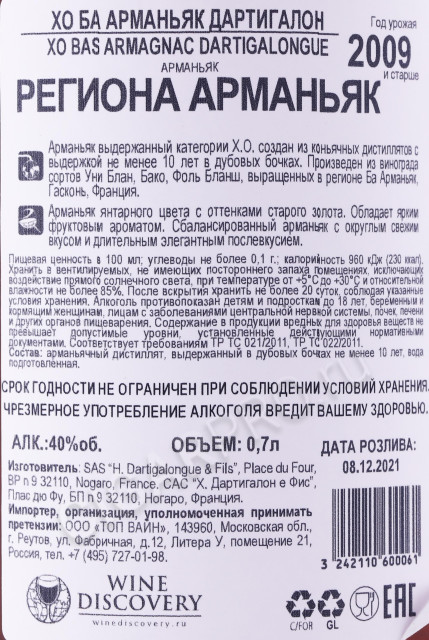 ХО БА АРМАНЬЯК ДАРТИГАЛОН
XO BAS ARMAGNAC DARTIGALONGUE
АРМАНЬЯК
Год урожая
2009
и старше
РЕГИОНА АРМАНЬЯК
Арманьяк выдержанный категории Х.О. создан из коньячных дистиллятов с
выдержкой не менее 10 лет в дубовых бочках. Произведен из винограда
сортов Уни Блан, Бако, Фоль Бланш, выращенных в регионе Ба Арманьяк,
Гасконь, Франция.
Арманьяк янтарного цвета с оттенками старого золота. Обладает ярким
фруктовым ароматом. Сбалансированный арманьяк с округлым свежим
вкусом и длительным элегантным послевкусием.
Пищевая ценность в 100 мл; углеводы не более 0,1 г.; калорийность 960 кДж (230 ккал).
Хранить в вентилируемых, не имеющих постороннего запаха помещениях, исключающих
воздействие прямого солнечного света, при температуре от +5°С до +30°С и относительной
влажности не более 85%. После вскрытия хранить не более 20 суток, соблюдая указанные
условия хранения. Алкоголь противопоказан детям и подросткам до 18 лет, беременным и
кормящим женщинам, лицам с заболеваниями центральной нервной системы, почек, печени
и других органов пищеварения. Содержание в продукции вредных для здоровья веществ не
превышает допустимые уровни, установленные действующими нормативными
документами. Соответствует требованиям ТР ТС 021/2011, ТР ТС 022/2011.
Состав: арманьячный дистиллят, выдержанный в дубовых бочках не менее 10 лет, вода
подготовленная.
СРОК ГОДНОСТИ НЕ ОГРАНИЧЕН ПРИ СОБЛЮДЕНИИ УСЛОВИЙ ХРАНЕНИЯ.
ЧРЕЗМЕРНОЕ УПОТРЕБЛЕНИЕ АЛКОГОЛЯ ВРЕДИТ ВАШЕМУ ЗДОРОВЬЮ.
АЛК.:40%об. ОБЪЕМ: 0,7л
ДАТА РОЗЛИВА:
08.12.2021
Изготовитель: SAS “H. Dartigalongue & Fils”, Place du Four,
BP n 9 32110, Nogaro, France. САС “Х. Дартигалон е Фис”,
Плас дю Фу, БП п 9 32110, Ногаро, Франция.
Импортер, организация, уполномоченная принимать
претензии: ООО «ТОП ВАЙН», 143960, Московская обл.,
г. Реутов, ул. Фабричная, д.12, Литера У, помещение 21,
Россия, тел. +7 (495) 727-01-98.
3 242110 600061
WINE
DISCOVERY
winediscovery.ru
C/FOR
GL
EAC